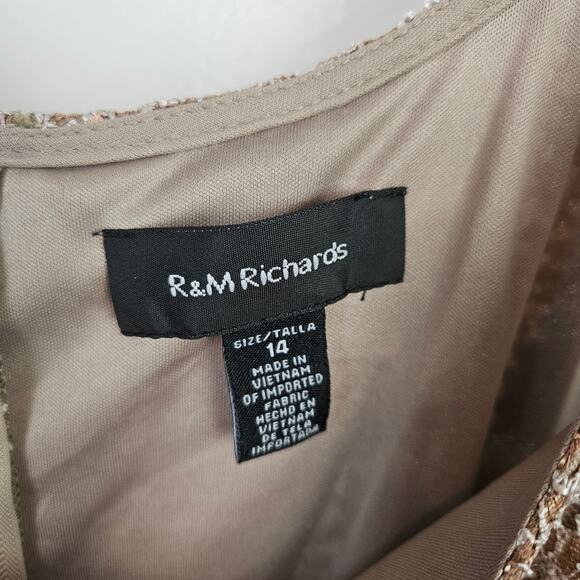 R&M Richards
SIZE/TALLA
14
MADE IN
VIETNAM
OF IMPORTED
FABRIC
HECHO EN
VIETNAM
DE TELA
IMPORTADA